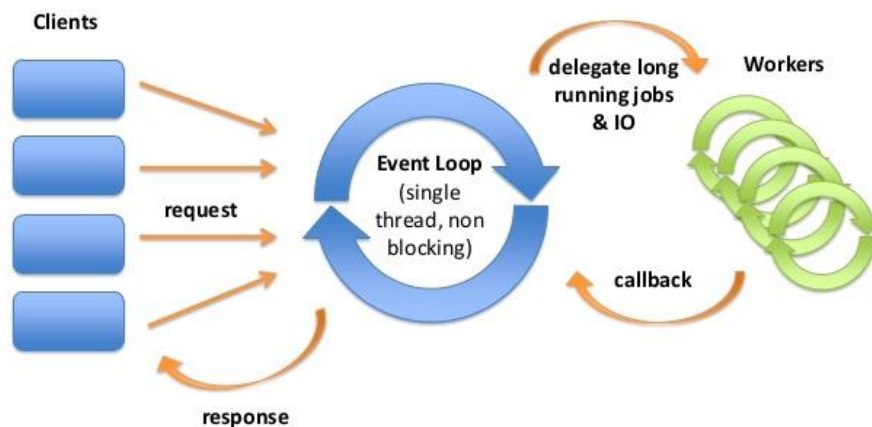 Clients
request
response
Event Loop
(single
thread, non
blocking)
delegate long
running jobs
& IO
callback
Workers